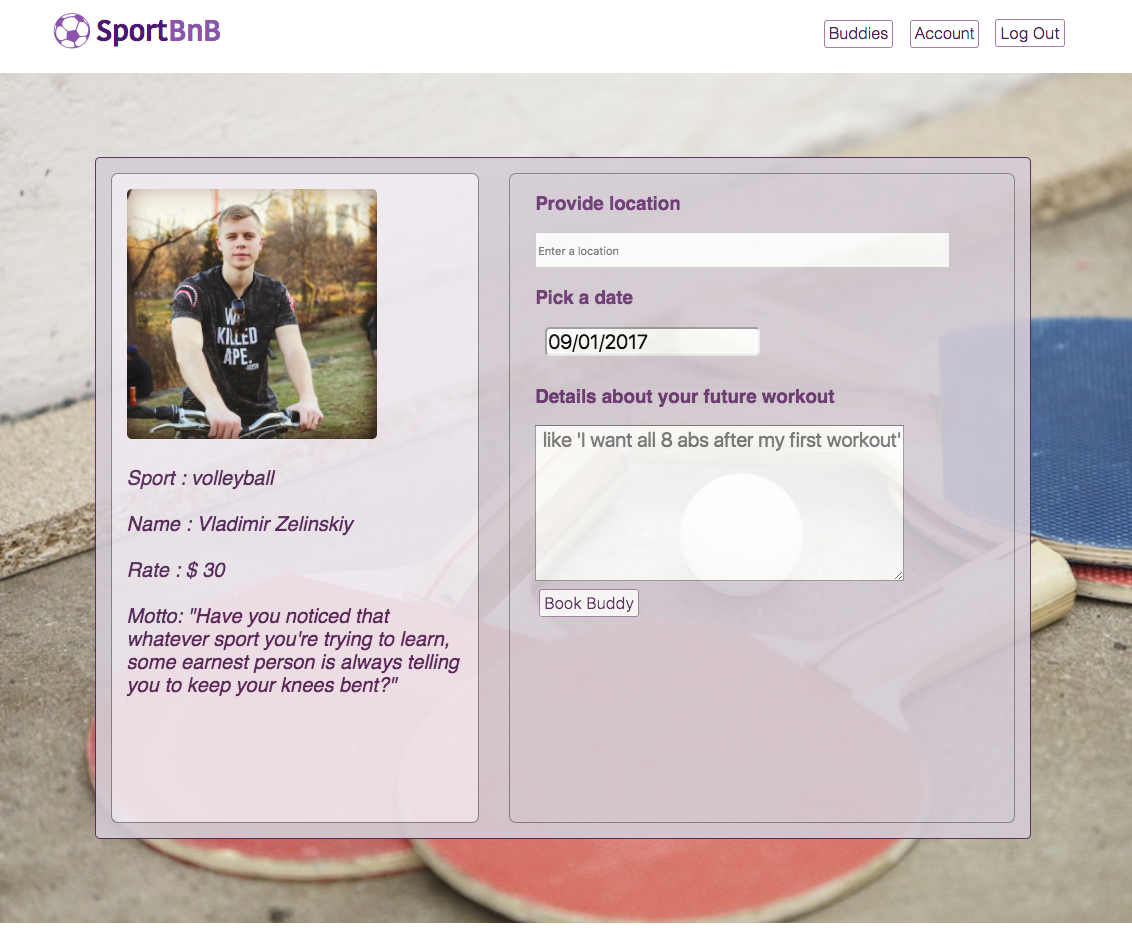 SportBnB
Buddies
Account
Log Out
KILLED
APE.
Sport : volleyball
Name : Vladimir Zelinskiy
Rate : $ 30
Motto: "Have you noticed that
whatever sport you're trying to learn,
some earnest person is always telling
you to keep your knees bent?"
Provide location
Enter a location
Pick a date
09/01/2017
Details about your future workout
like 'I want all 8 abs after my first workout'
Book Buddy